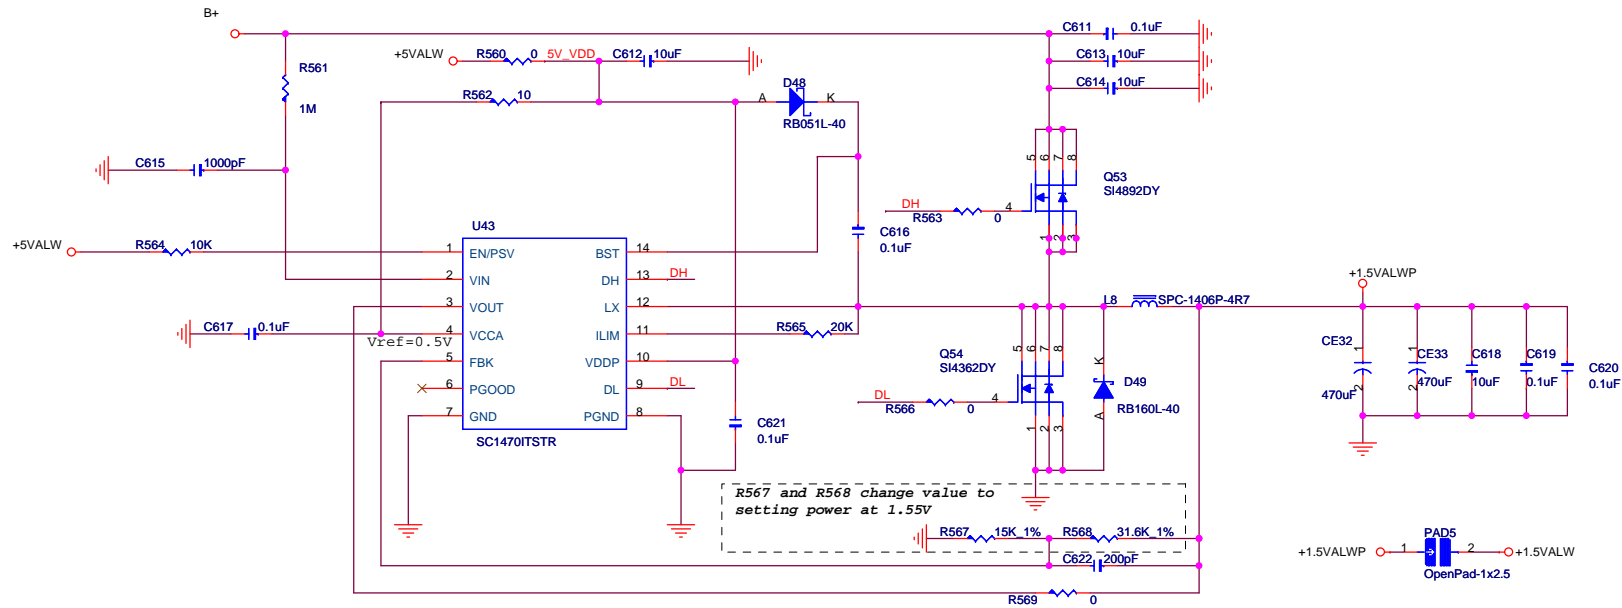 B+
C611 0.1uF
+5VALW R560 0 5V_VDD C612 10uF
C613 10uF
R561
C614 10uF
D48
R562 10 A K
1M
RB051L-40
C615 1000pF
5 6 7 8
Q53
SI4892DY
DH
R563 0 4
U43
C616
0.1uF
1 2 3
+5VALW R564 10K
1 EN/PSV BST 14
2 VIN DH 13 DH
+1.5VALWP
3 VOUT LX 12
L8 SPC-1406P-4R7
C617 0.1uF
4 VCCA ILIM 11 R565 20K
Vref=0.5V
5 FBK VDDP 10
6 PGOOD DL 9 DL
7 GND PGND 8
SC1470ITSTR
Q54
SI4362DY
5 6 7 8
K
D49
RB160L-40
A
DL
R566 0 4
1 2 3
C621
0.1uF
CE32 1
2 470uF
CE33 1
2 470uF
C618
10uF
C619
0.1uF
C620
0.1uF
R567 and R568 change value to
setting power at 1.55V
R567 15K_1% R568 31.6K_1%
C622 200pF
R569 0
PAD5
+1.5VALWP 1 2 +1.5VALW
OpenPad-1x2.5